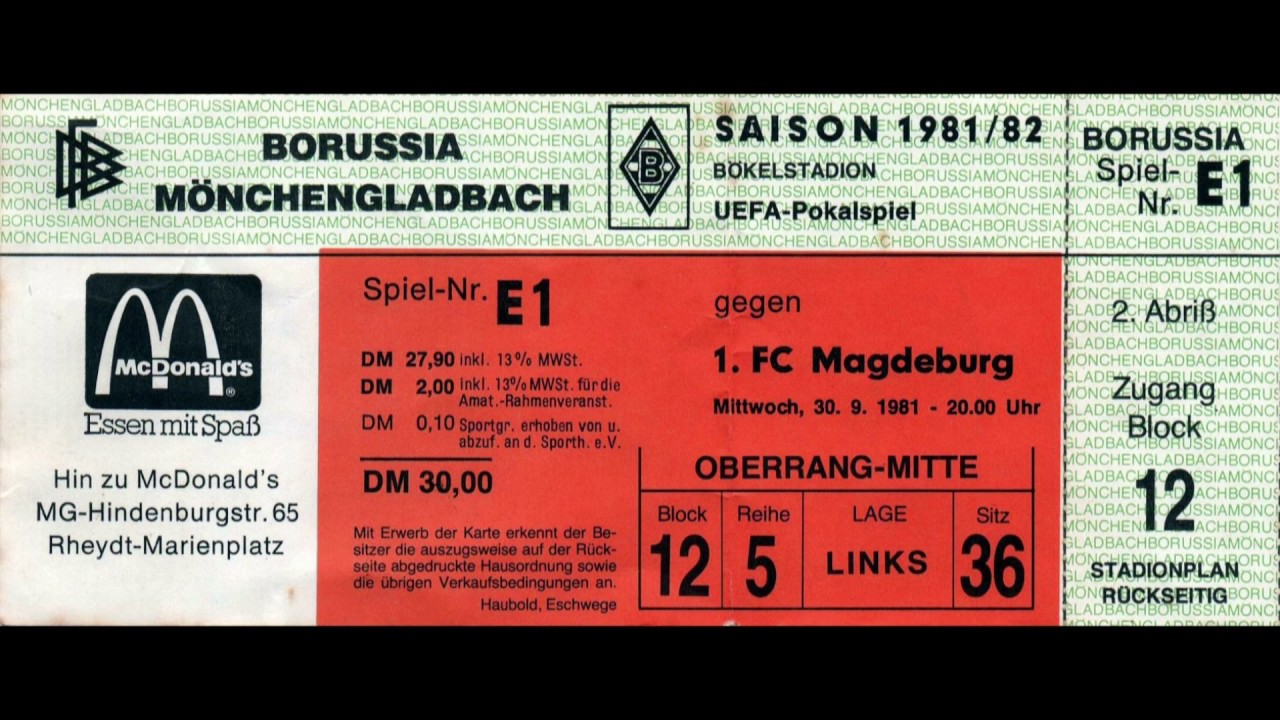 BORUSSIA
MÖNCHENGLADBACH
B
SAISON 1981/82
BÖKELSTADION
UEFA-Pokalspiel
BORUSSIA
Spiel-
Nr. E1
McDonald's ®
Essen mit Spaß
Hin zu McDonald's
MG-Hindenburgstr. 65
Rheydt-Marienplatz
Spiel-Nr. E1
DM 27,90 inkl. 13% MWSt.
DM 2,00 inkl. 13% MWSt. für die
Amat.-Rahmenveranst.
DM 0,10 Sportgr. erhoben von u.
abzuf. an d. Sporth. e.V.
DM 30,00
Mit Erwerb der Karte erkennt der Be-
sitzer die auszugsweise auf der Rück-
seite abgedruckte Hausordnung sowie
die übrigen Verkaufsbedingungen an.
Haubold, Eschwege
gegen
1. FC Magdeburg
Mittwoch, 30. 9. 1981 - 20.00 Uhr
OBERRANG-MITTE
Block Reihe LAGE Sitz
12 5 LINKS 36
2. Abriß
Zugang
Block
12
STADIONPLAN
RÜCKSEITIG